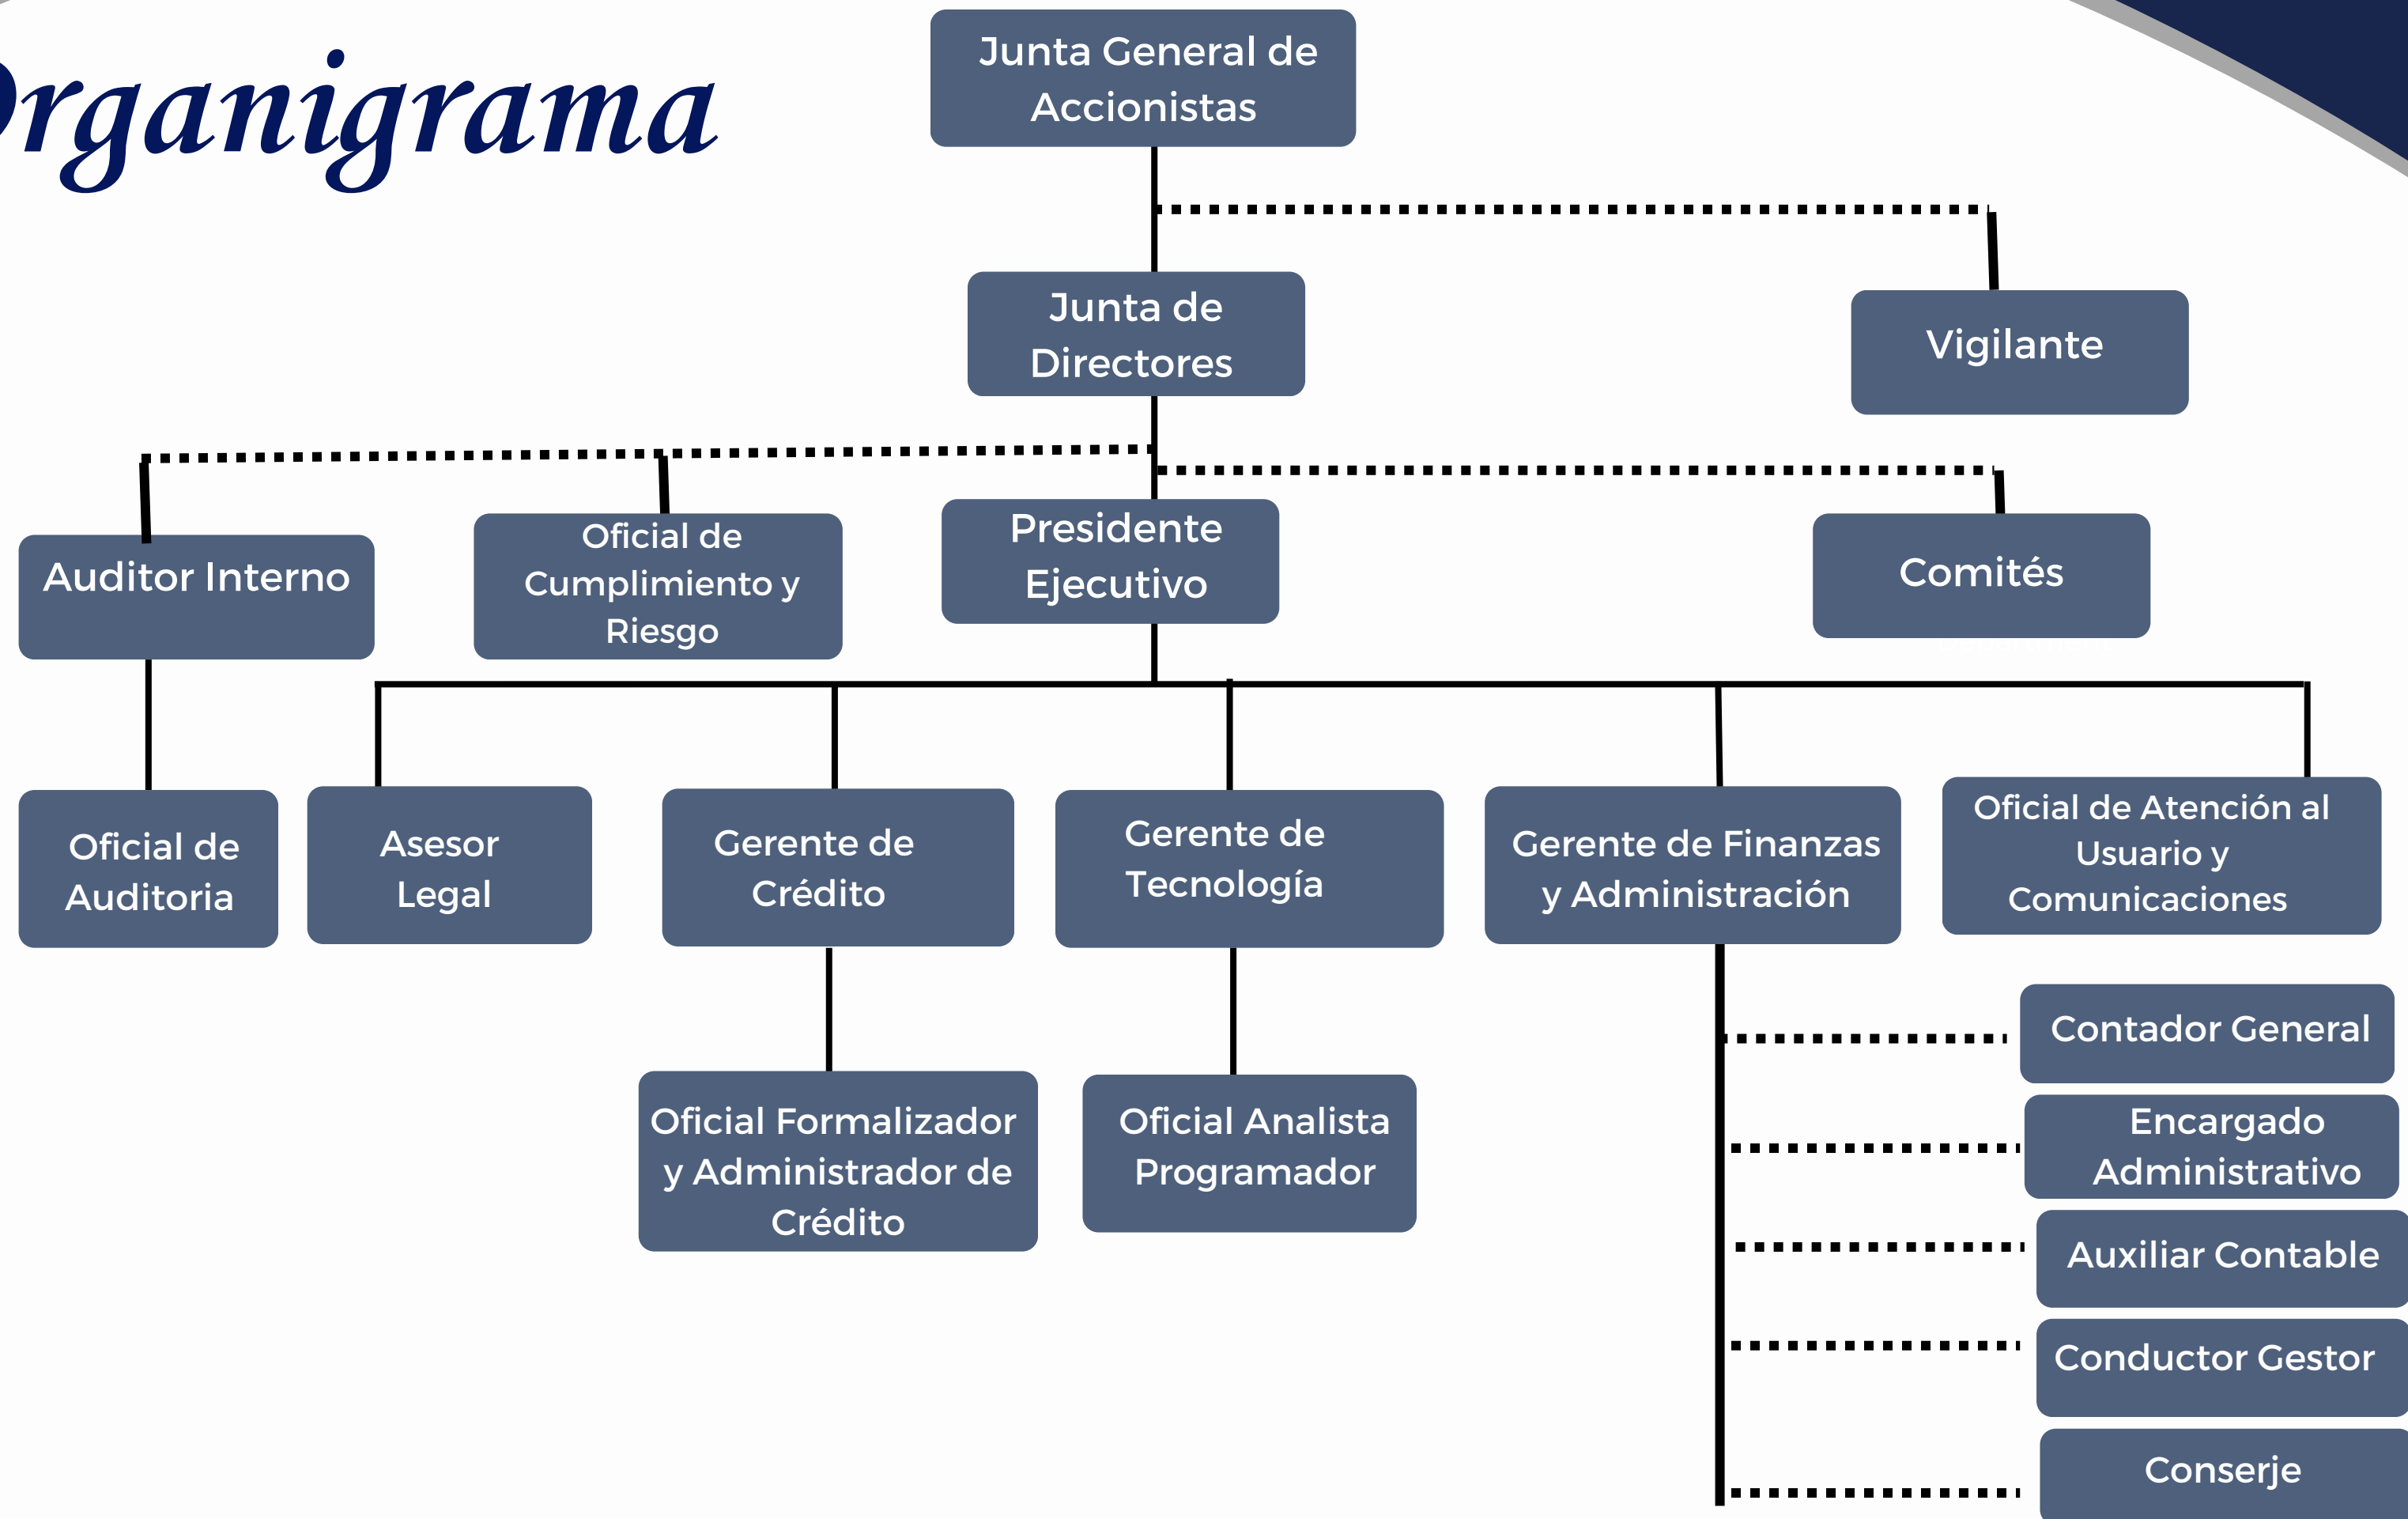 Organigrama
Junta General de
Accionistas
Junta de
Directores
Vigilante
Auditor Interno
Oficial de
Cumplimiento y
Riesgo
Presidente
Ejecutivo
Comités
Oficial de
Auditoria
Asesor
Legal
Gerente de
Crédito
Gerente de
Tecnología
Gerente de Finanzas
y Administración
Oficial de Atención al
Usuario y
Comunicaciones
Oficial Formalizador
y Administrador de
Crédito
Oficial Analista
Programador
Contador General
Encargado
Administrativo
Auxiliar Contable
Conductor Gestor
Conserje